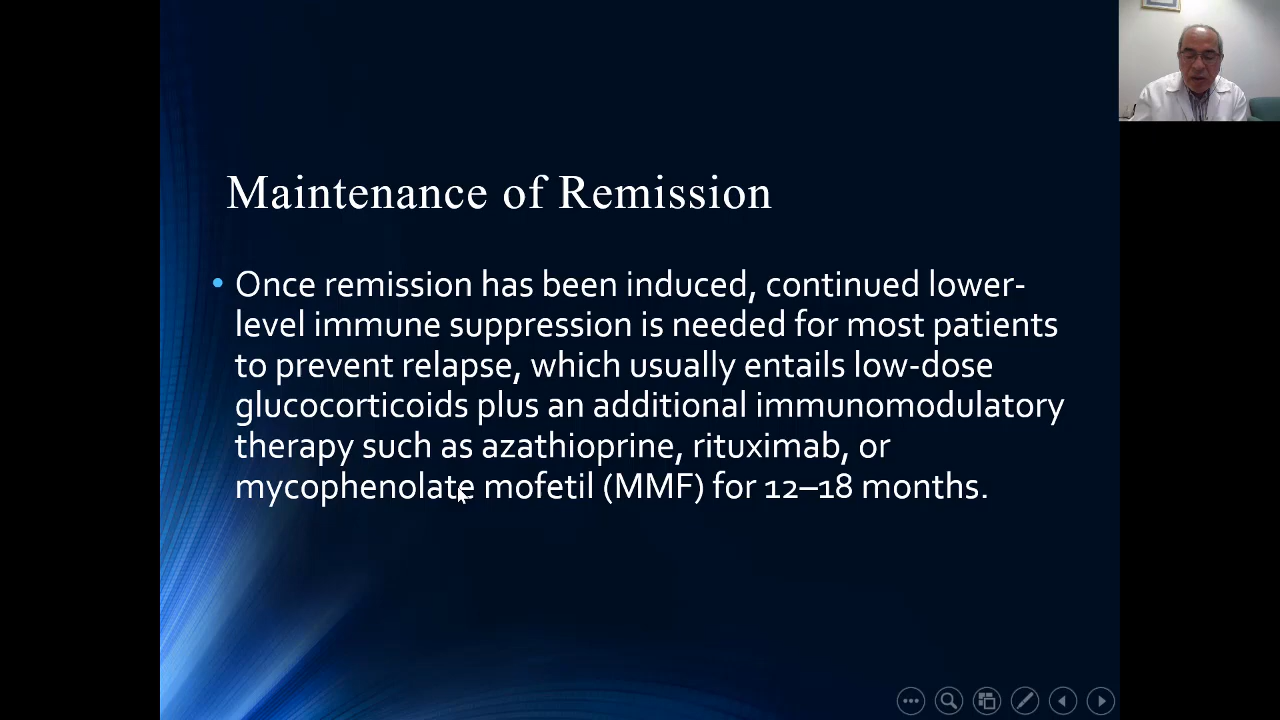 Maintenance of Remission
• Once remission has been induced, continued lower-
level immune suppression is needed for most patients
to prevent relapse, which usually entails low-dose
glucocorticoids plus an additional immunomodulatory
therapy such as azathioprine, rituximab, or
mycophenolate mofetil (MMF) for 12–18 months.